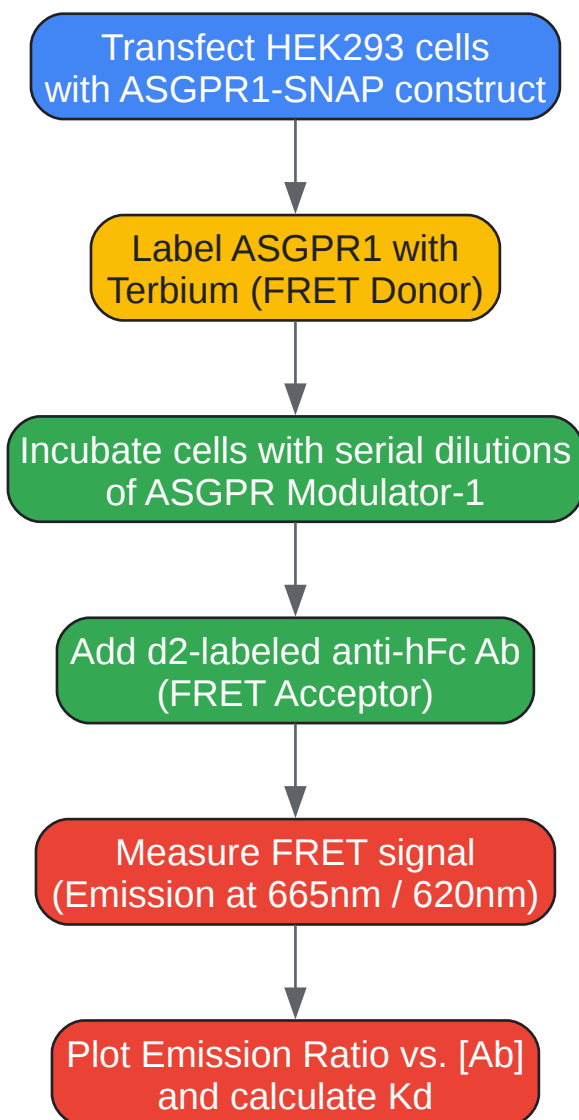 Transfect HEK293 cells
with ASGPR1-SNAP construct
Label ASGPR1 with
Terbium (FRET Donor)
Incubate cells with serial dilutions
of ASGPR Modulator-1
Add d2-labeled anti-hFc Ab
(FRET Acceptor)
Measure FRET signal
(Emission at 665nm / 620nm)
Plot Emission Ratio vs. [Ab]
and calculate Kd